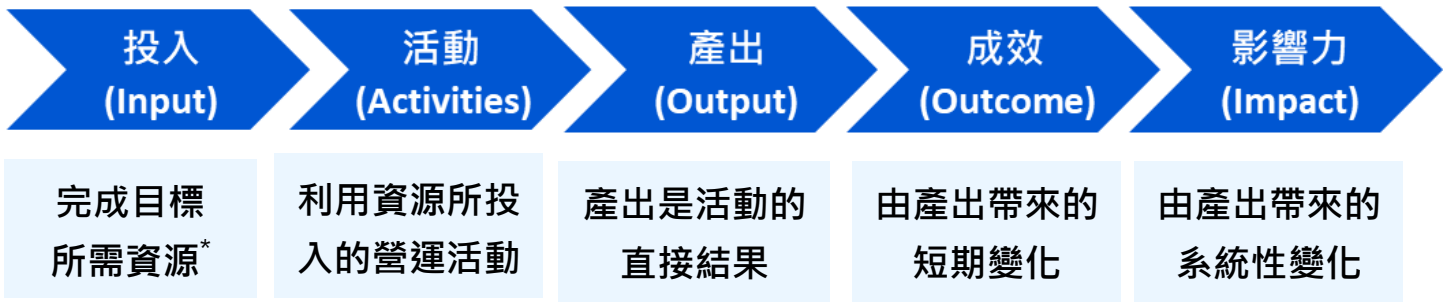 投入
(Input)
活動
(Activities)
產出
(Output)
成效
(Outcome)
影響力
(Impact)
完成目標
所需資源*
利用資源所投
入的營運活動
產出是活動的
直接結果
由產出帶來的
短期變化
由產出帶來的
系統性變化